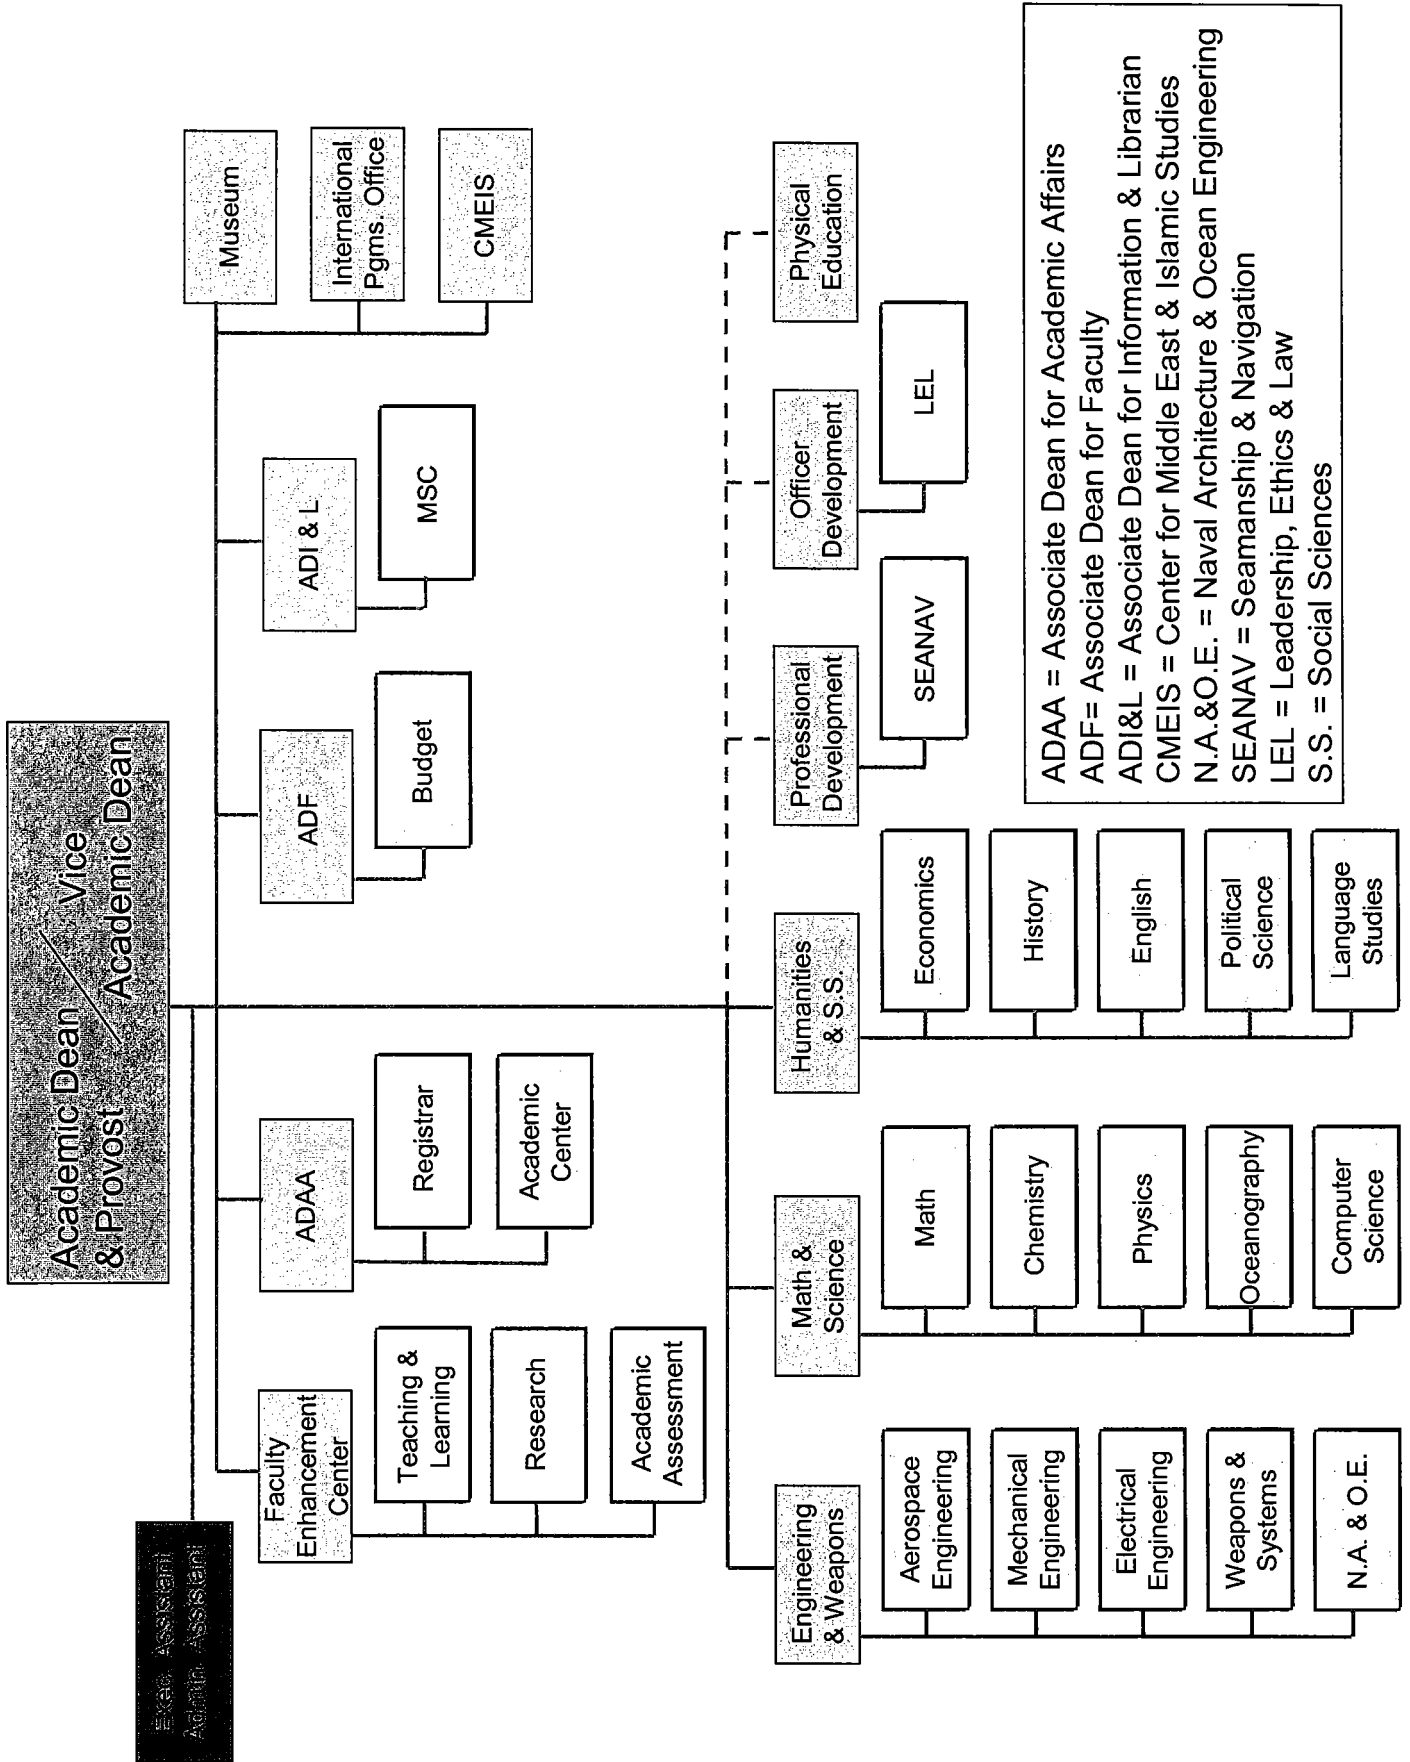 Academic Dean / Vice
& Provost / Academic Dean
Exec. Assistant
Admin. Assistant
Faculty
Enhancement
Center
Teaching &
Learning
Research
Academic
Assessment
ADAA
Registrar
Academic
Center
ADF
Budget
ADI & L
MSC
Museum
International
Pgms. Office
CMEIS
Engineering
& Weapons
Aerospace
Engineering
Mechanical
Engineering
Electrical
Engineering
Weapons &
Systems
N.A. & O.E.
Math &
Science
Math
Chemistry
Physics
Oceanography
Computer
Science
Humanities
& S.S.
Economics
History
English
Political
Science
Language
Studies
Professional
Development
SEANAV
Officer
Development
LEL
Physical
Education
ADAA = Associate Dean for Academic Affairs
ADF= Associate Dean for Faculty
ADI&L = Associate Dean for Information & Librarian
CMEIS = Center for Middle East & Islamic Studies
N.A.&O.E. = Naval Architecture & Ocean Engineering
SEANAV = Seamanship & Navigation
LEL = Leadership, Ethics & Law
S.S. = Social Sciences